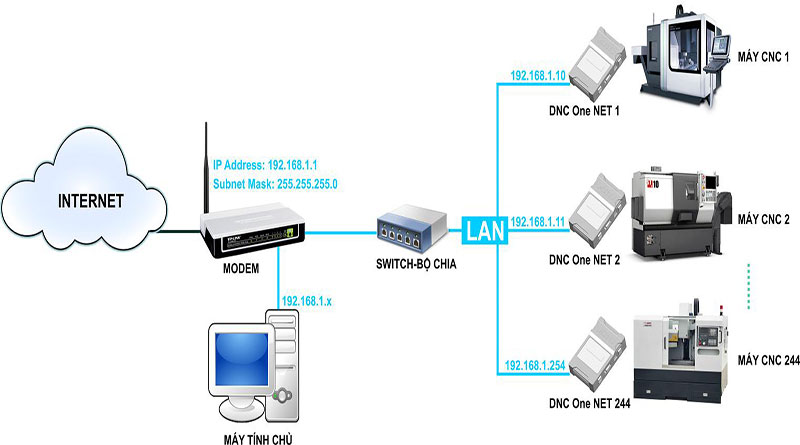 INTERNET
IP Address: 192.168.1.1
Subnet Mask: 255.255.255.0
TP-LINK
MODEM
192.168.1.x
MÁY TÍNH CHỦ
SWITCH-BỘ CHIA
LAN
192.168.1.10
DNC One NET 1
MÁY CNC 1
192.168.1.11
DNC One NET 2
MÁY CNC 2
192.168.1.254
DNC One NET 244
MÁY CNC 244